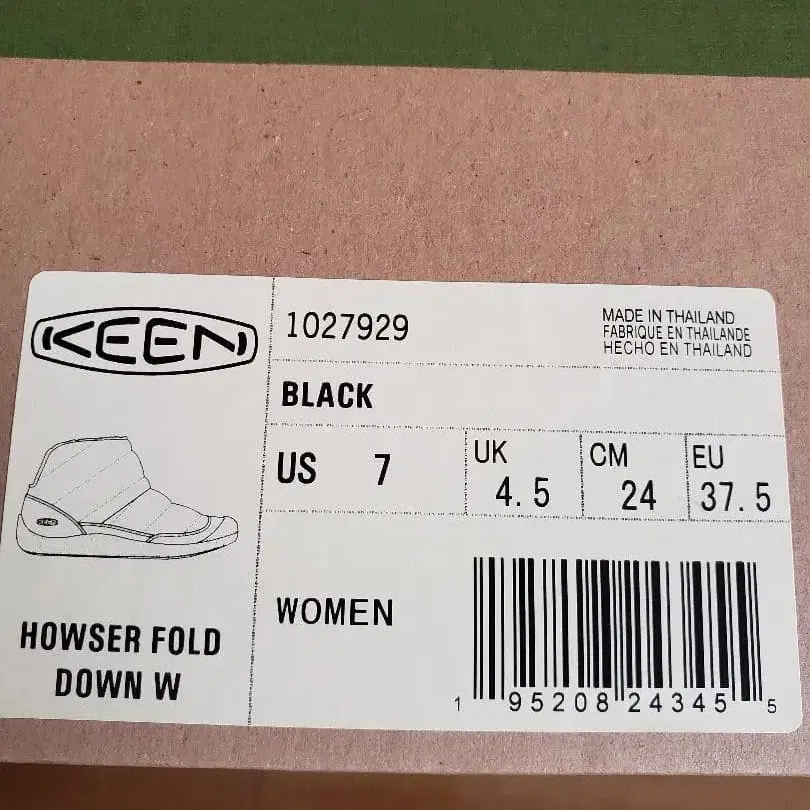 KEEN
1027929
MADE IN THAILAND
FABRIQUE EN THAILANDE
HECHO EN THAILAND
BLACK
US 7
UK 4.5
CM 24
EU 37.5
KEEN
HOWSER FOLD
DOWN W
WOMEN
1 95208 24345 5